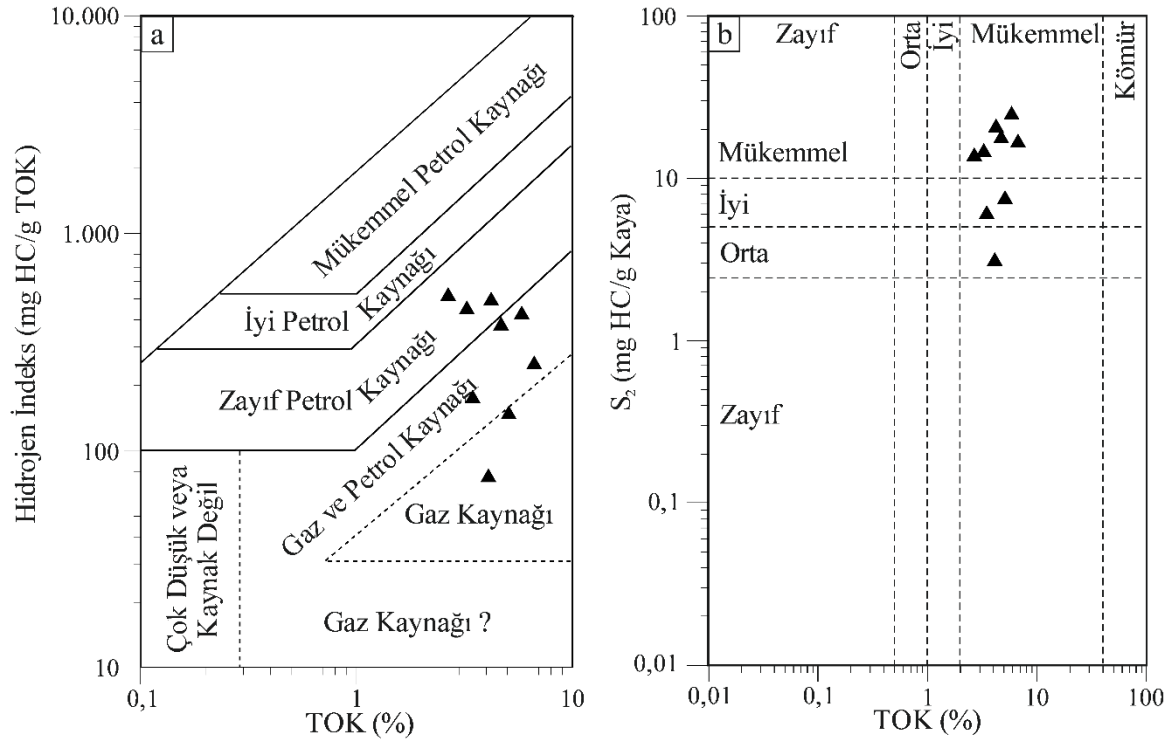 a
10.000
1.000
100
10
Hidrojen İndeks (mg HC/g TOK)
Mükemmel Petrol Kaynağı
İyi Petrol Kaynağı
Zayıf Petrol Kaynağı
Gaz ve Petrol Kaynağı
Gaz Kaynağı
Gaz Kaynağı ?
Çok Düşük veya
Kaynak Değil
0,1
1
10
TOK (%)
b
100
10
1
0,1
0,01
S₂ (mg HC/g Kaya)
Zayıf
Orta
İyi
Mükemmel
Kömür
Mükemmel
İyi
Orta
Zayıf
0,01
0,1
1
10
100
TOK (%)